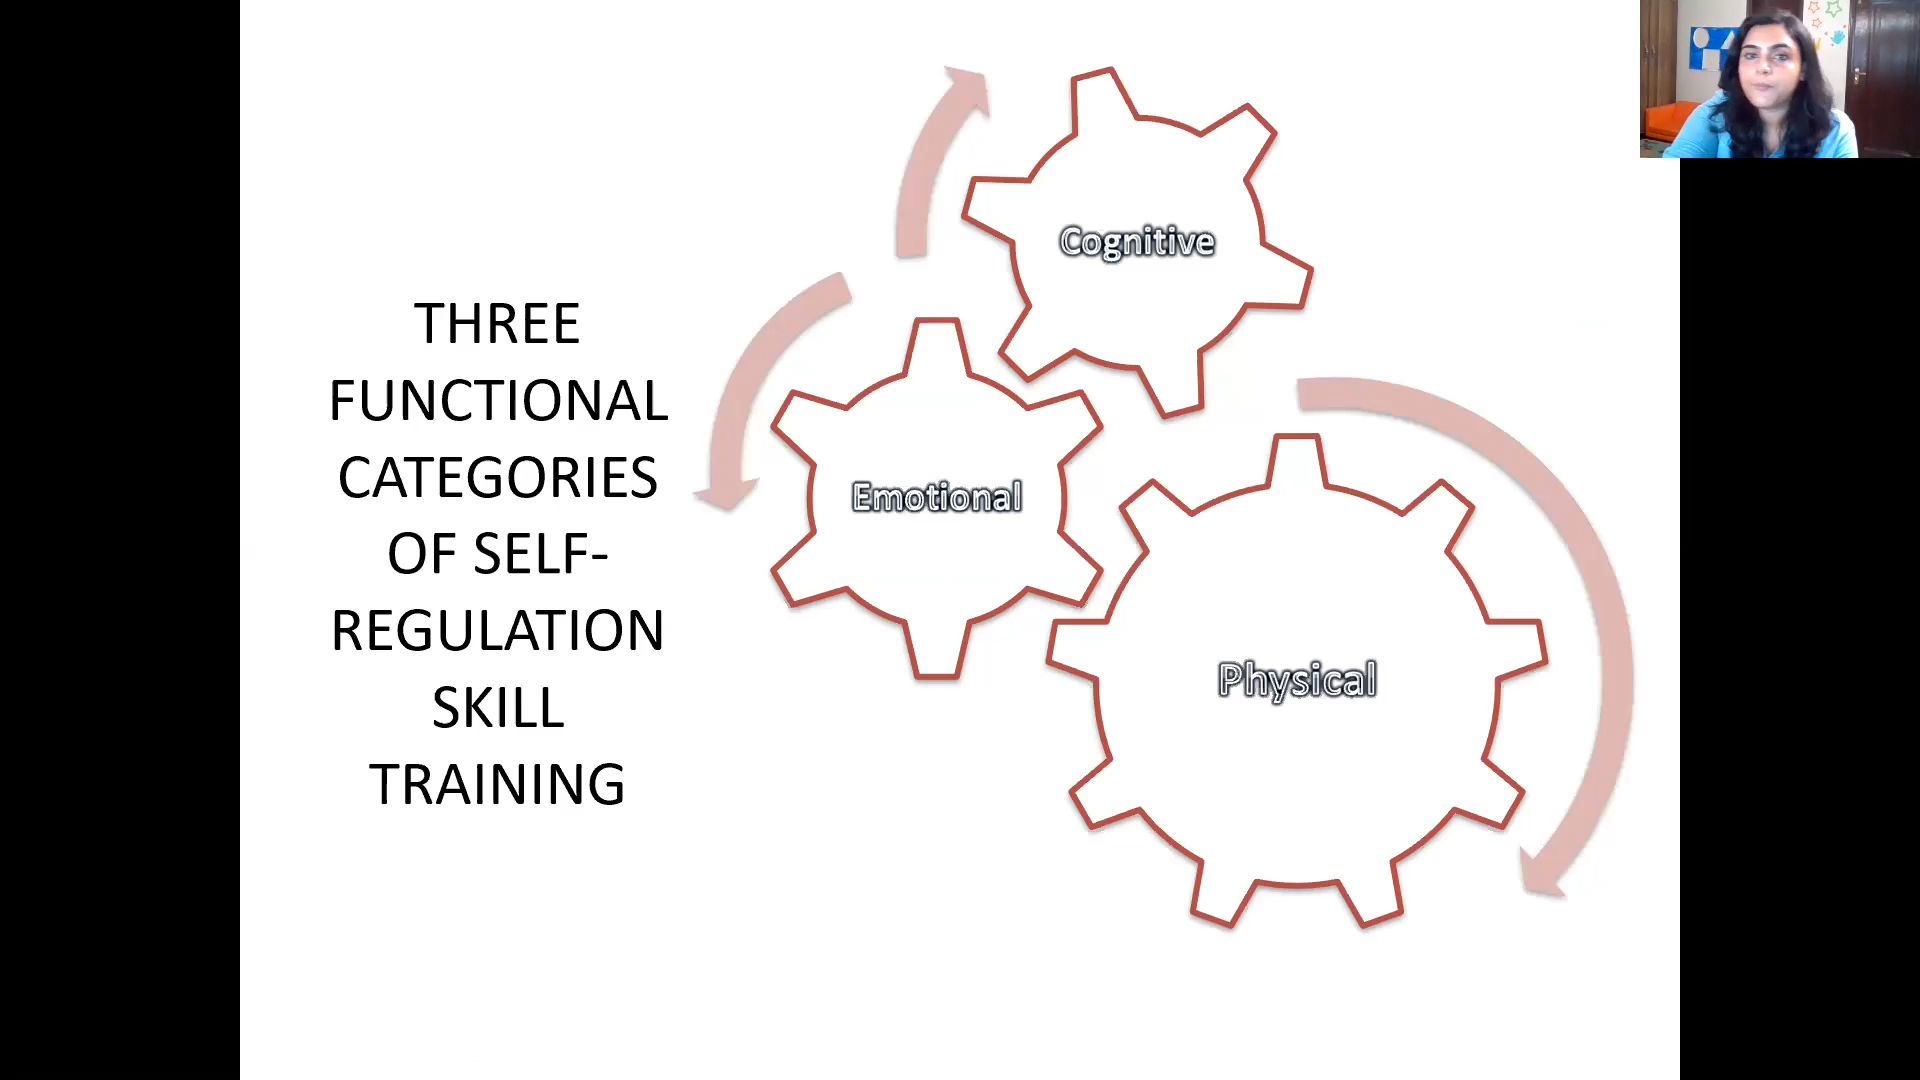 THREE
FUNCTIONAL
CATEGORIES
OF SELF-
REGULATION
SKILL
TRAINING
Cognitive
Emotional
Physical